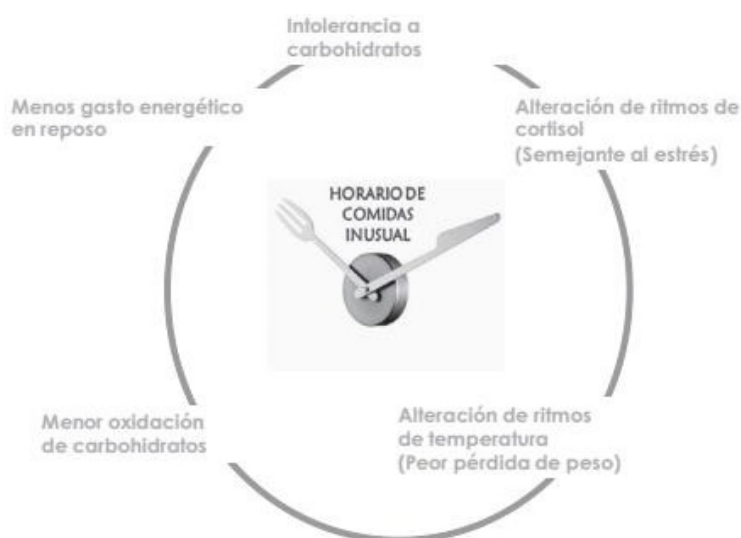 Intolerancia a
carbohidratos
Menos gasto energético
en reposo
Alteración de ritmos de
cortisol
(Semejante al estrés)
HORARIO DE
COMIDAS
INUSUAL
Menor oxidación
de carbohidratos
Alteración de ritmos
de temperatura
(Peor pérdida de peso)